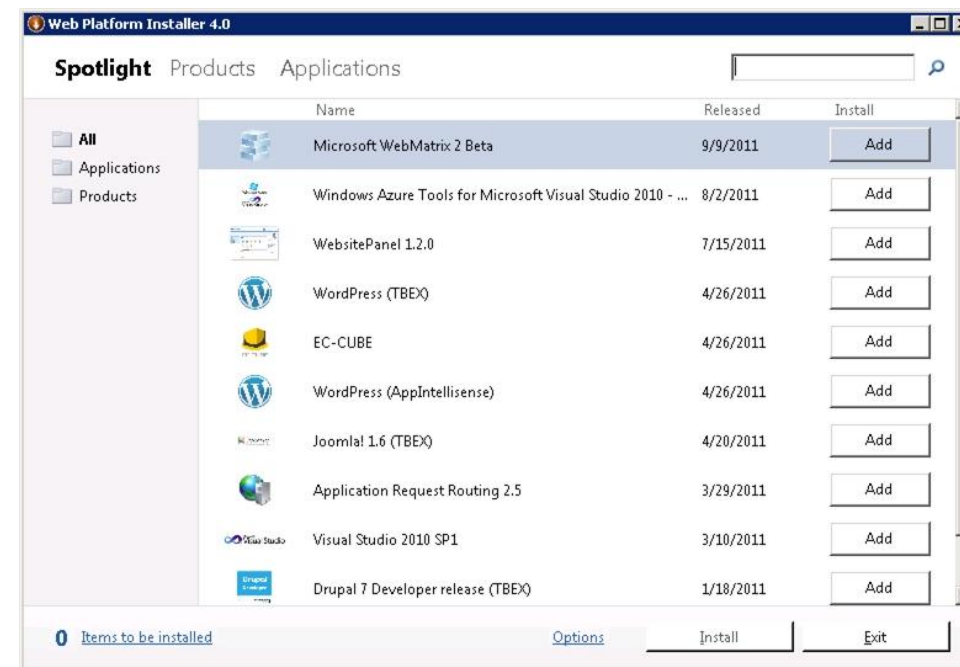 Web Platform Installer 4.0
Spotlight Products Applications
Name Released Install
All
Applications
Products
Microsoft WebMatrix 2 Beta 9/9/2011 Add
Windows Azure Tools for Microsoft Visual Studio 2010 - ... 8/2/2011 Add
WebsitePanel 1.2.0 7/15/2011 Add
WordPress (TBEX) 4/26/2011 Add
EC-CUBE 4/26/2011 Add
WordPress (AppIntellisense) 4/26/2011 Add
Joomla! 1.6 (TBEX) 4/20/2011 Add
Application Request Routing 2.5 3/29/2011 Add
Visual Studio Visual Studio 2010 SP1 3/10/2011 Add
Drupal 7 Developer release (TBEX) 1/18/2011 Add
0 Items to be installed Options Install Exit